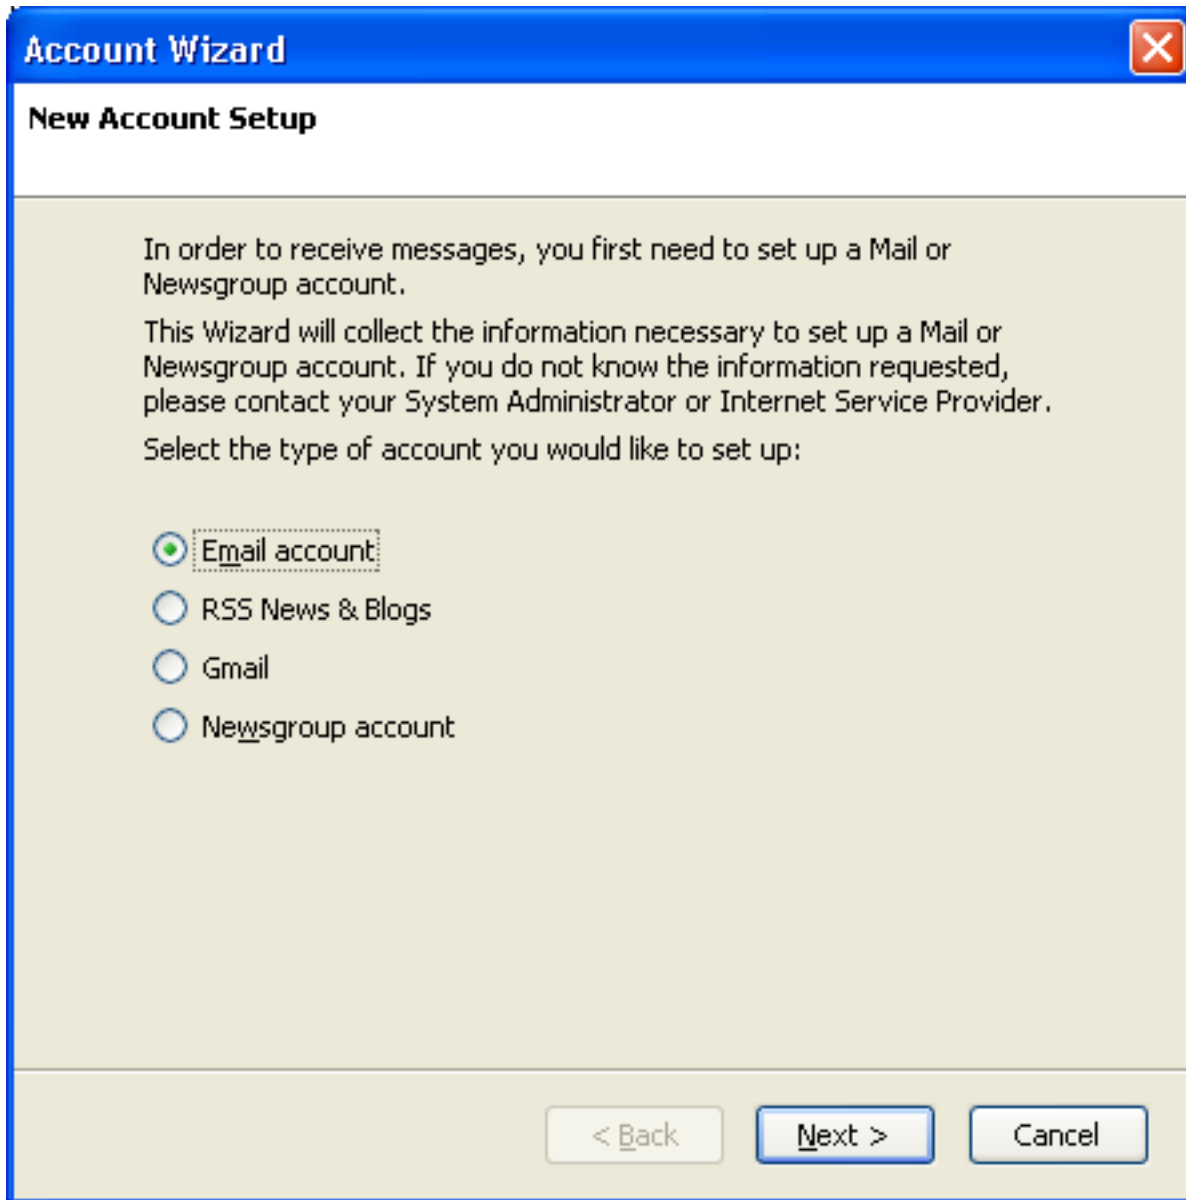 Account Wizard
New Account Setup
In order to receive messages, you first need to set up a Mail or
Newsgroup account.
This Wizard will collect the information necessary to set up a Mail or
Newsgroup account. If you do not know the information requested,
please contact your System Administrator or Internet Service Provider.
Select the type of account you would like to set up:
Email account
RSS News & Blogs
Gmail
Newsgroup account
< Back
Next >
Cancel